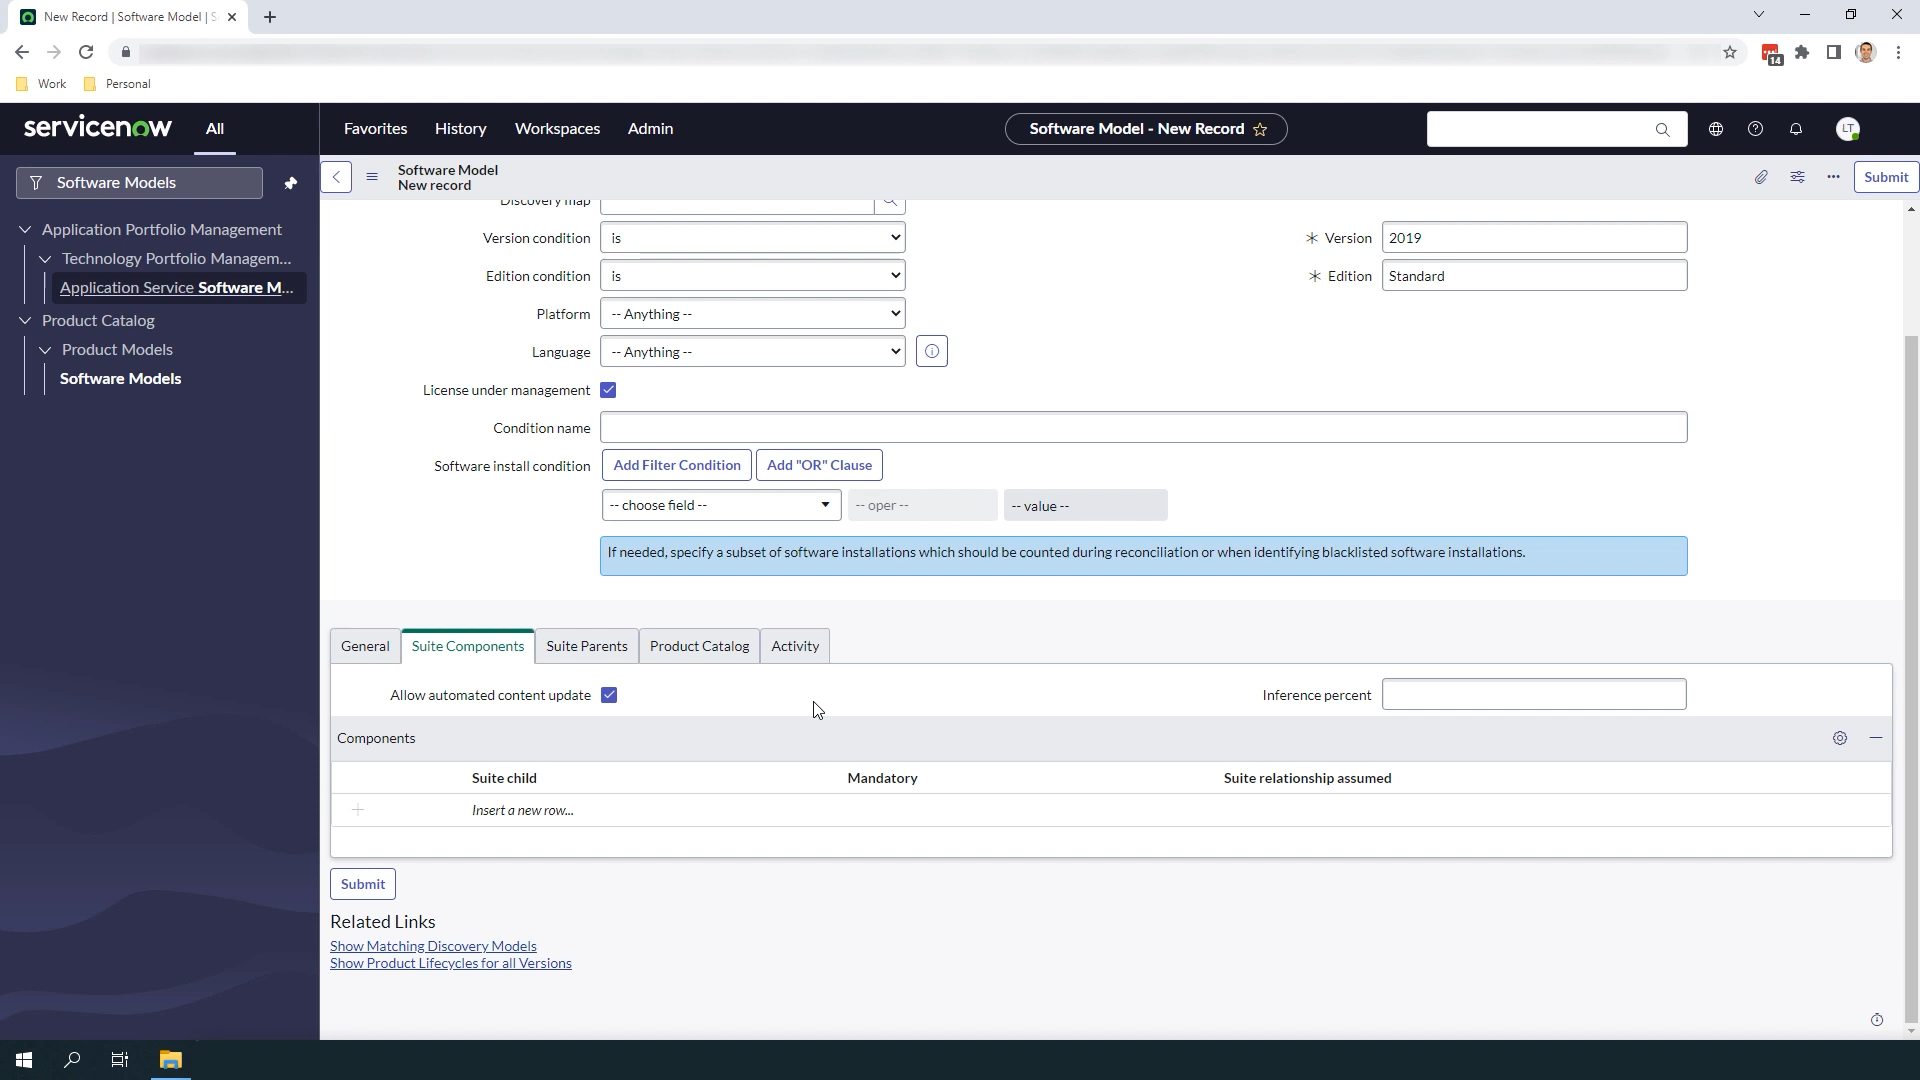 New Record | Software Model | S
14
Work
Personal
servicenow
All
Favorites
History
Workspaces
Admin
Software Model - New Record
LT
Software Models
Software Model
New record
Submit
Application Portfolio Management
Technology Portfolio Managem...
Application Service Software M...
Product Catalog
Product Models
Software Models
Discovery map
Version condition
is
Version
2019
Edition condition
is
Edition
Standard
Platform
-- Anything --
Language
-- Anything --
License under management
Condition name
Software install condition
Add Filter Condition
Add "OR" Clause
-- choose field --
-- oper --
-- value --
If needed, specify a subset of software installations which should be counted during reconciliation or when identifying blacklisted software installations.
General
Suite Components
Suite Parents
Product Catalog
Activity
Allow automated content update
Inference percent
Components
Suite child
Mandatory
Suite relationship assumed
Insert a new row...
Submit
Related Links
Show Matching Discovery Models
Show Product Lifecycles for all Versions